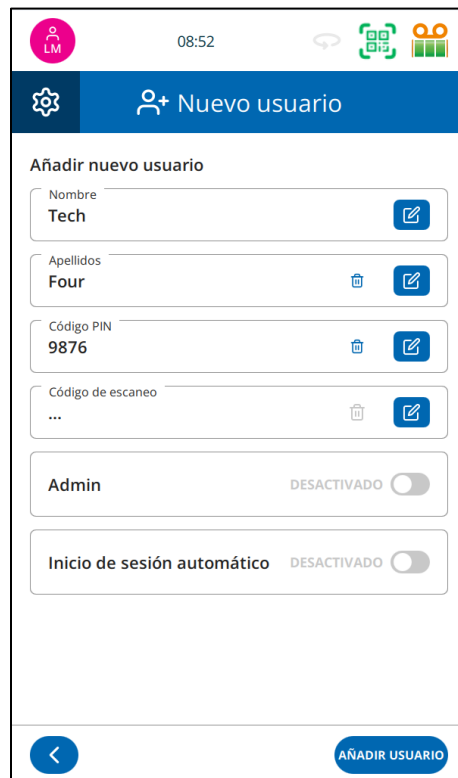 LM
08:52
Nuevo usuario
Añadir nuevo usuario
Nombre
Tech
Apellidos
Four
Código PIN
9876
Código de escaneo
...
Admin DESACTIVADO
Inicio de sesión automático DESACTIVADO
AÑADIR USUARIO